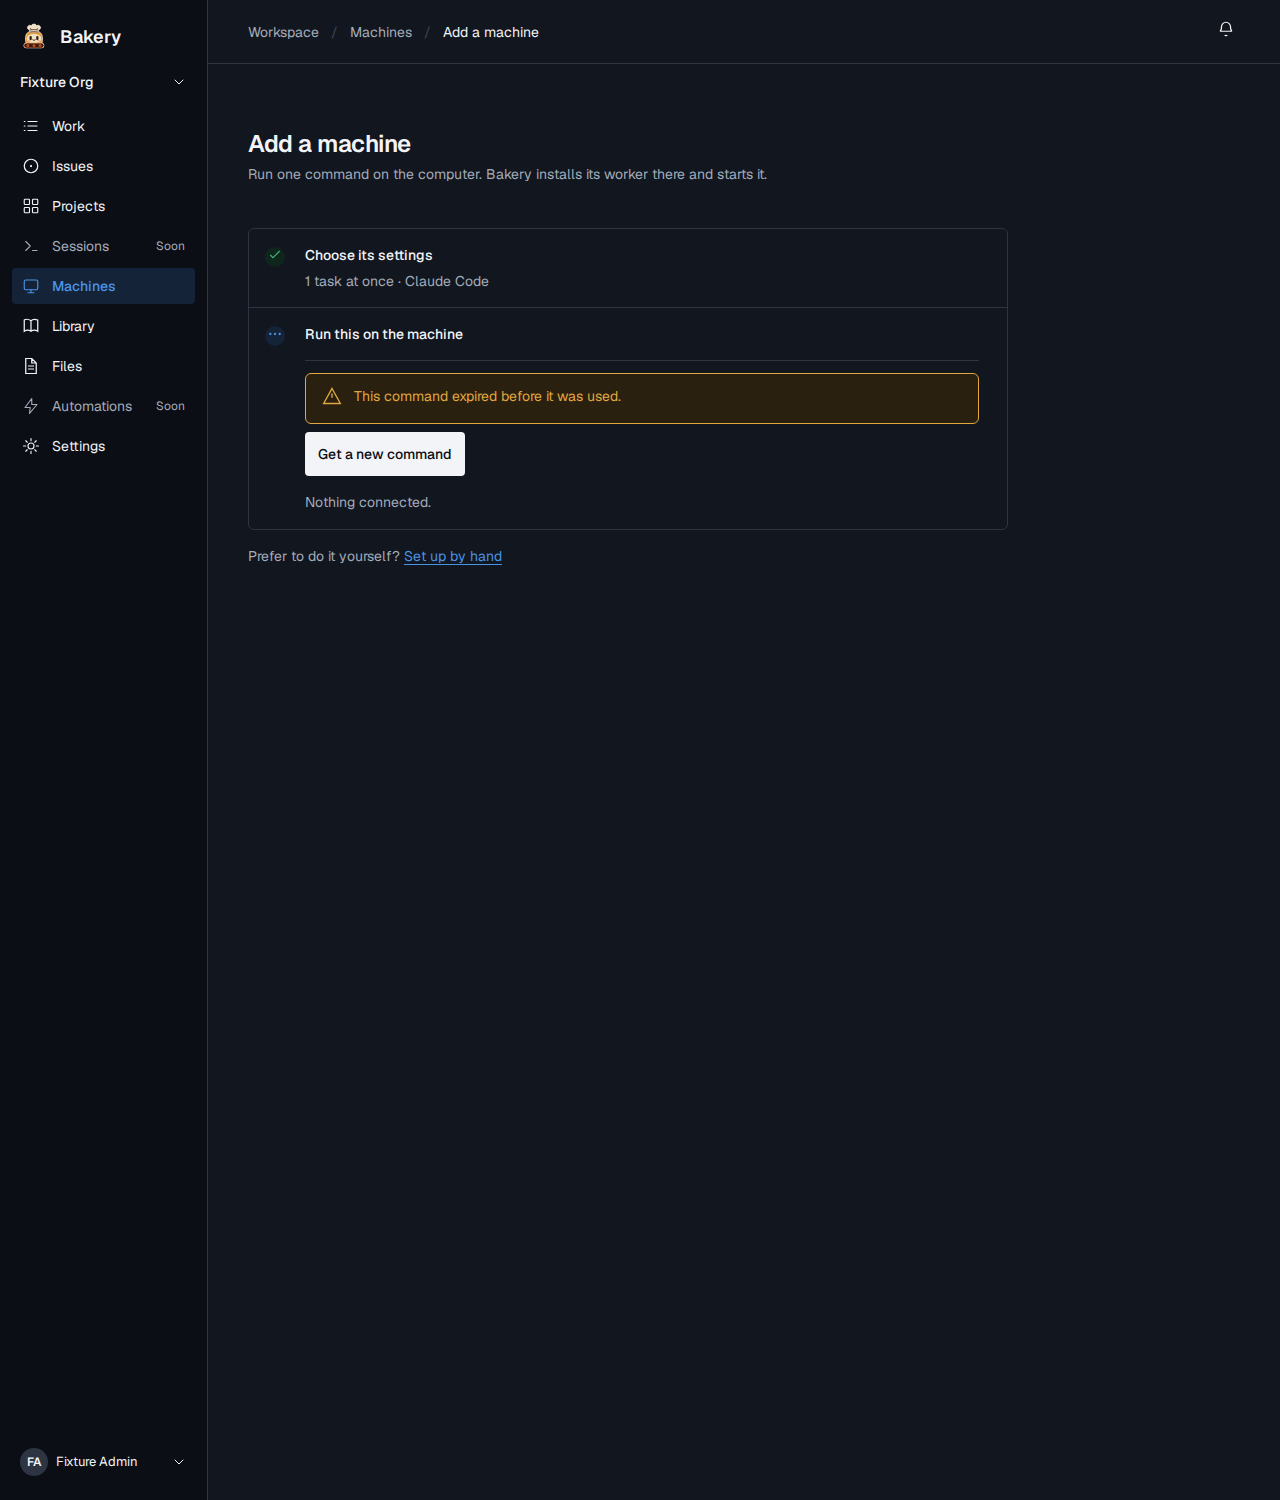 Bakery
Fixture Org
Work
Issues
Projects
Sessions Soon
Machines
Library
Files
Automations Soon
Settings
Workspace / Machines / Add a machine
Add a machine
Run one command on the computer. Bakery installs its worker there and starts it.
Choose its settings
1 task at once · Claude Code
Run this on the machine
This command expired before it was used.
Get a new command
Nothing connected.
Prefer to do it yourself? Set up by hand
FA Fixture Admin